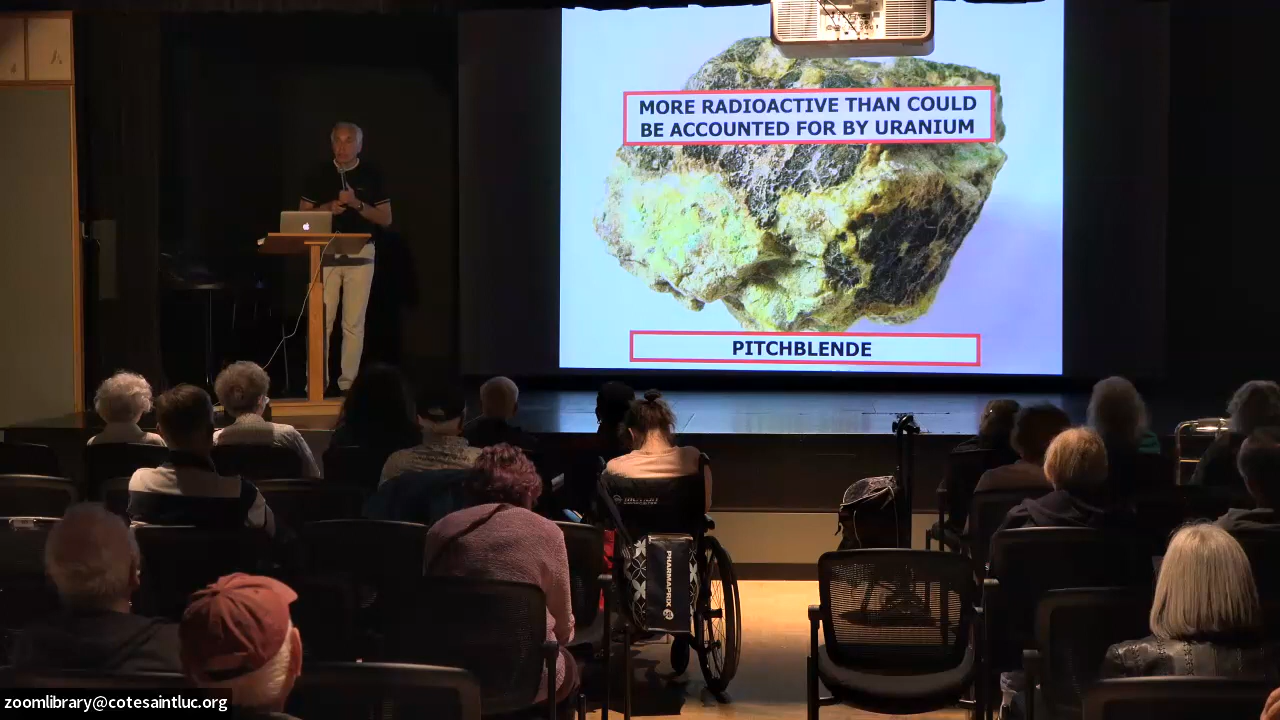 MORE RADIOACTIVE THAN COULD
BE ACCOUNTED FOR BY URANIUM
PITCHBLENDE
PHARMAPRIX
zoomlibrary@cotesaintluc.org